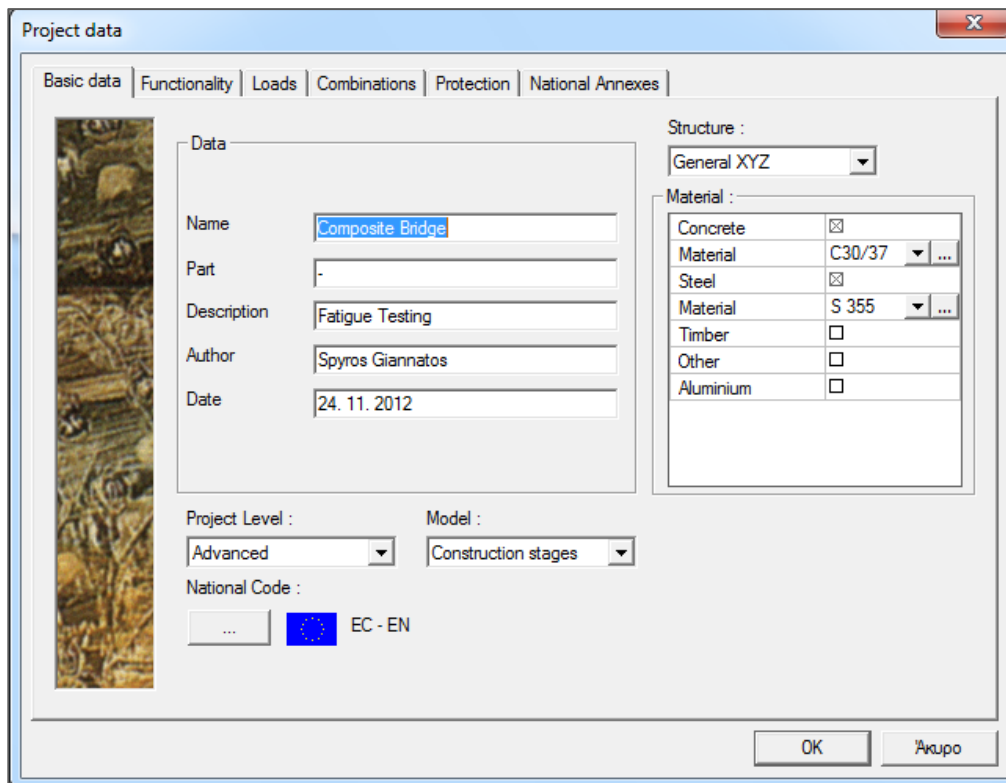 Project data
Basic data Functionality Loads Combinations Protection National Annexes
Data
Name Composite Bridge
Part -
Description Fatigue Testing
Author Spyros Giannatos
Date 24. 11. 2012
Structure :
General XYZ
Material :
Concrete
Material C30/37 ...
Steel
Material S 355 ...
Timber
Other
Aluminium
Project Level : Model :
Advanced Construction stages
National Code :
... EC - EN
OK Άκυρο